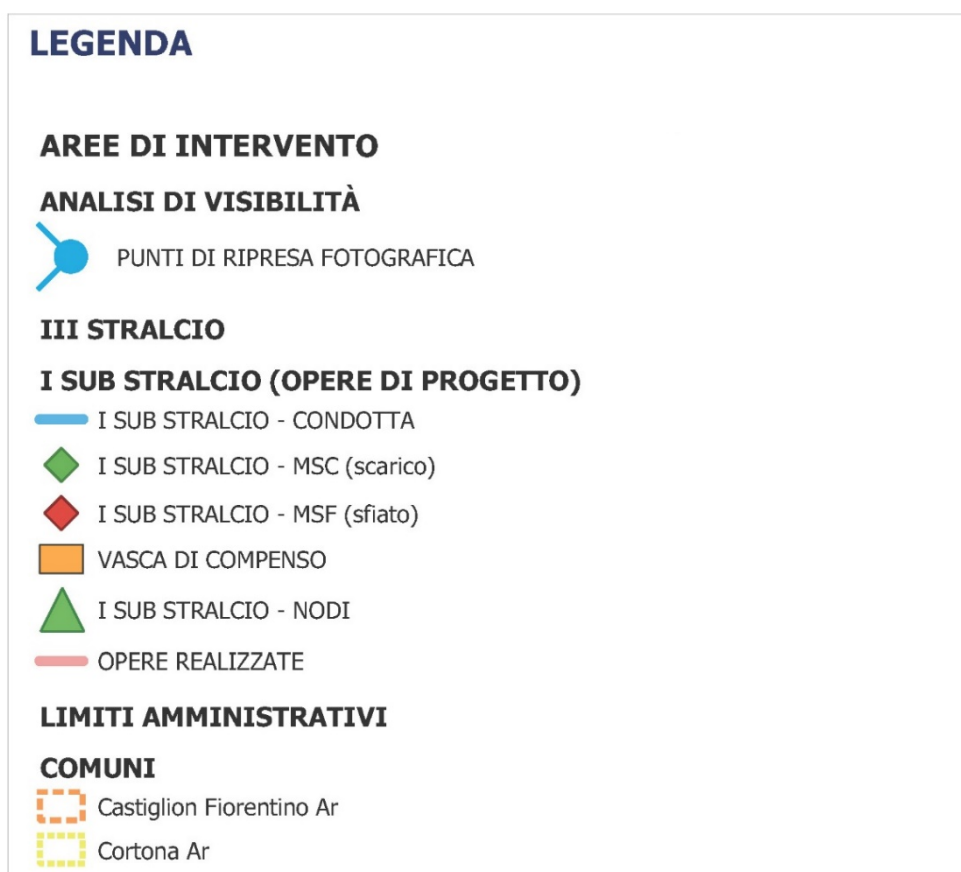 LEGENDA
AREE DI INTERVENTO
ANALISI DI VISIBILITÀ
PUNTI DI RIPRESA FOTOGRAFICA
III STRALCIO
I SUB STRALCIO (OPERE DI PROGETTO)
I SUB STRALCIO - CONDOTTA
I SUB STRALCIO - MSC (scarico)
I SUB STRALCIO - MSF (sfiato)
VASCA DI COMPENSO
I SUB STRALCIO - NODI
OPERE REALIZZATE
LIMITI AMMINISTRATIVI
COMUNI
Castiglion Fiorentino Ar
Cortona Ar